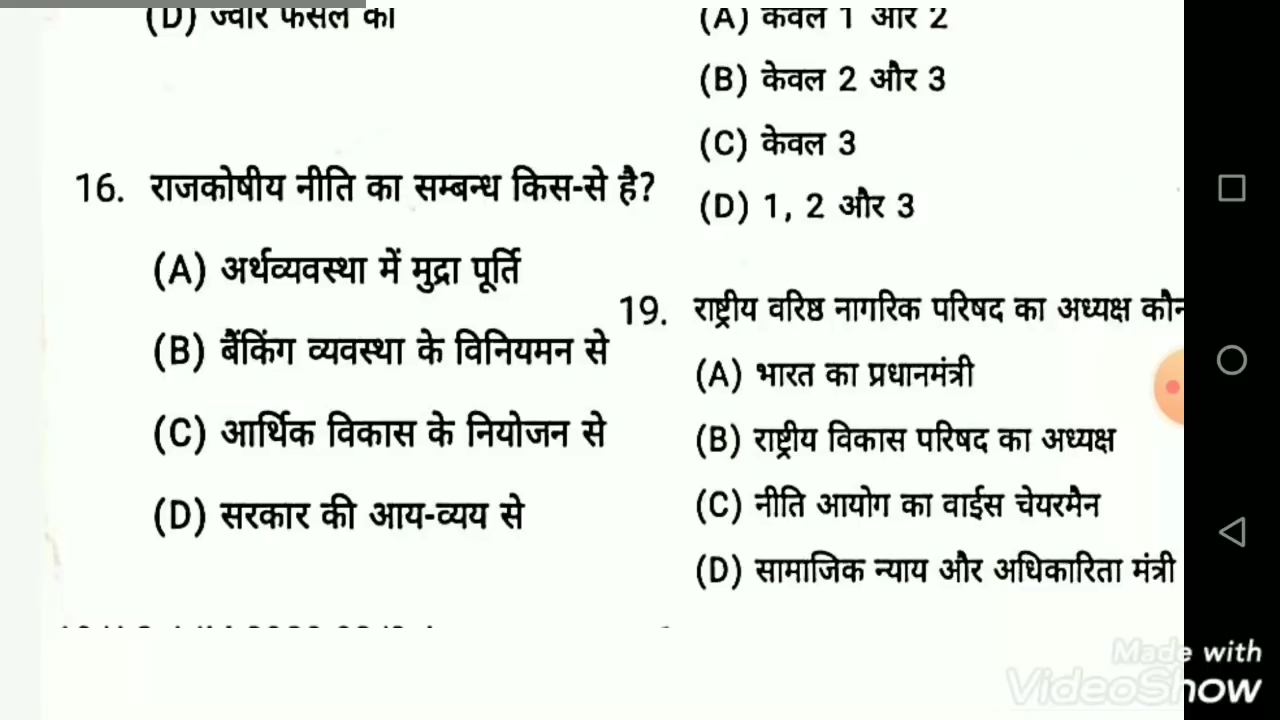 (D) ज्वार फसल का
16. राजकोषीय नीति का सम्बन्ध किस-से है?
(A) अर्थव्यवस्था में मुद्रा पूर्ति
(B) बैंकिंग व्यवस्था के विनियमन से
(C) आर्थिक विकास के नियोजन से
(D) सरकार की आय-व्यय से
(A) केवल 1 और 2
(B) केवल 2 और 3
(C) केवल 3
(D) 1, 2 और 3
19. राष्ट्रीय वरिष्ठ नागरिक परिषद का अध्यक्ष कौन
(A) भारत का प्रधानमंत्री
(B) राष्ट्रीय विकास परिषद का अध्यक्ष
(C) नीति आयोग का वाईस चेयरमैन
(D) सामाजिक न्याय और अधिकारिता मंत्री
Made with
VideoShow